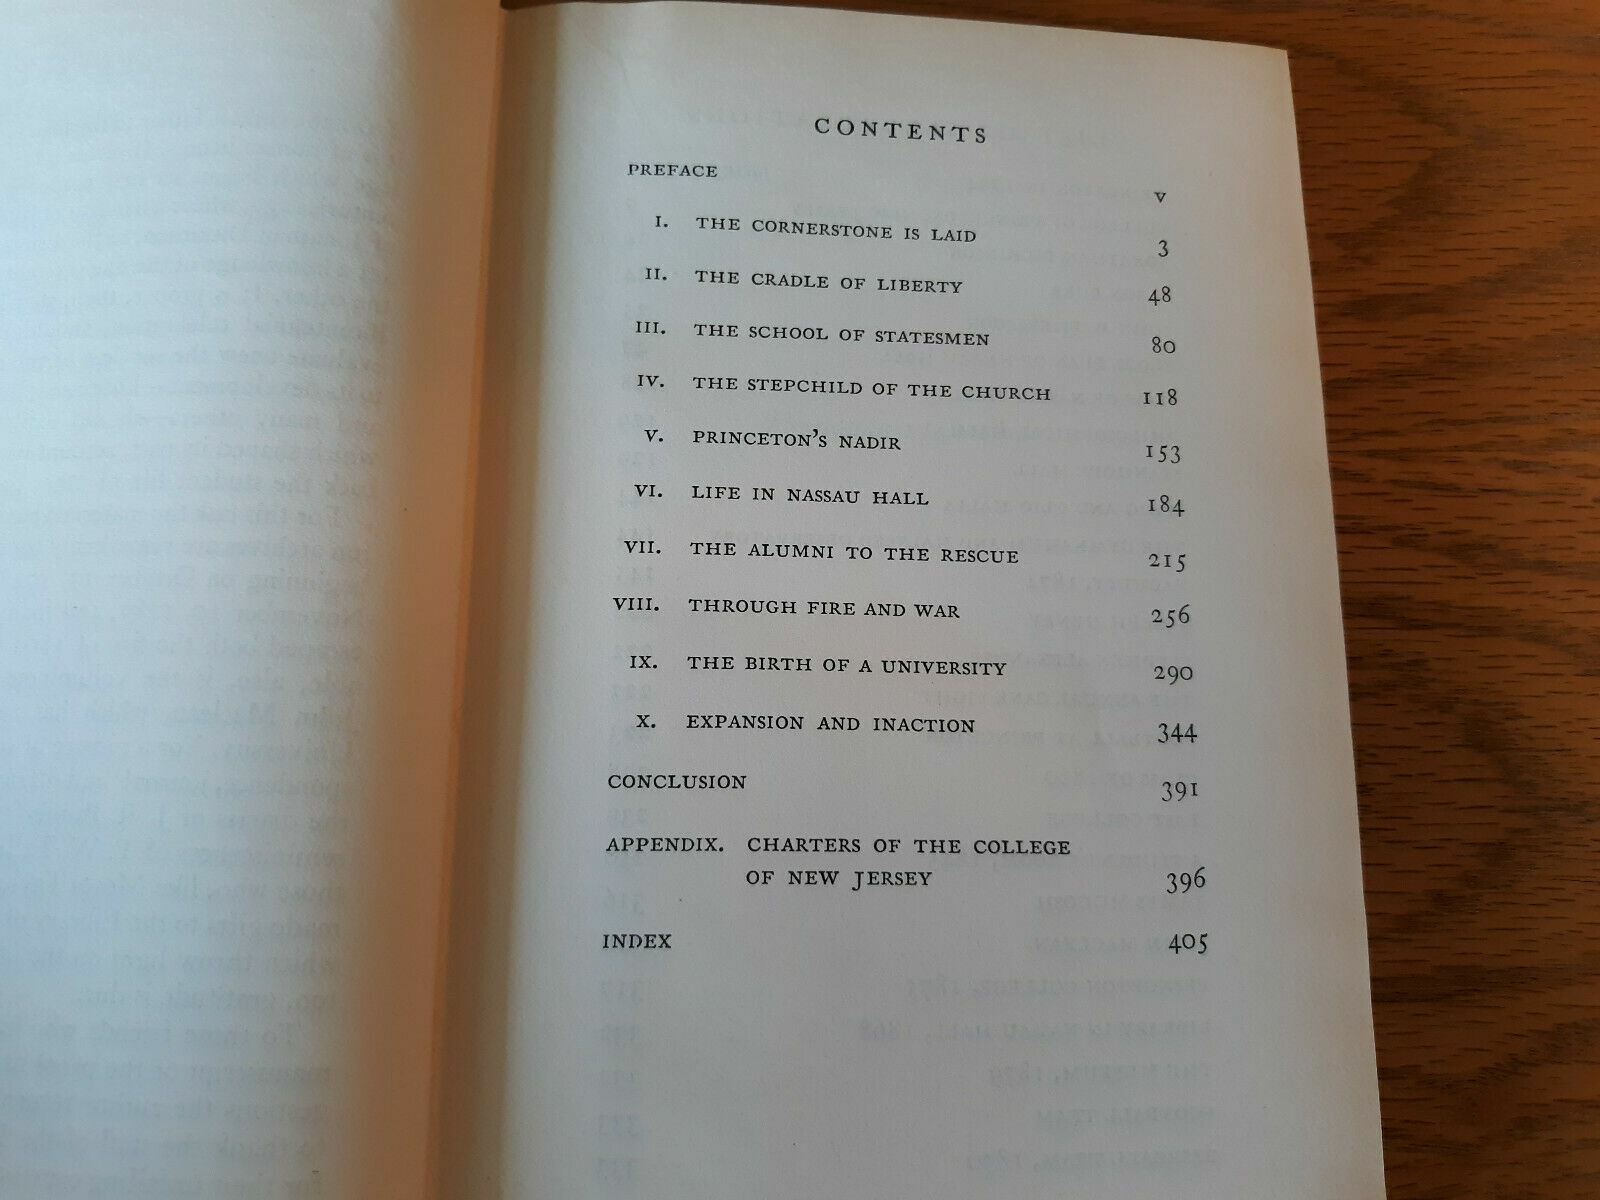 CONTENTS
PREFACE v
I. THE CORNERSTONE IS LAID 3
II. THE CRADLE OF LIBERTY 48
III. THE SCHOOL OF STATESMEN 80
IV. THE STEPCHILD OF THE CHURCH 118
V. PRINCETON'S NADIR 153
VI. LIFE IN NASSAU HALL 184
VII. THE ALUMNI TO THE RESCUE 215
VIII. THROUGH FIRE AND WAR 256
IX. THE BIRTH OF A UNIVERSITY 290
X. EXPANSION AND INACTION 344
CONCLUSION 391
APPENDIX. CHARTERS OF THE COLLEGE
OF NEW JERSEY 396
INDEX 405